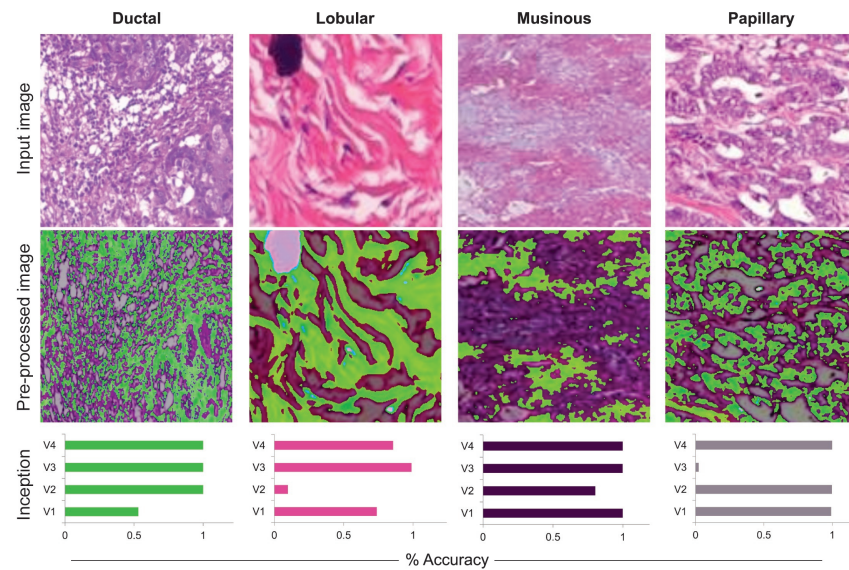 Ductal Lobular Musinous Papillary
Input image
Pre-processed image
Inception
V4 V4 V4 V4
V3 V3 V3 V3
V2 V2 V2 V2
V1 V1 V1 V1
0 0.5 1 0 0.5 1 0 0.5 1 0 0.5 1
% Accuracy